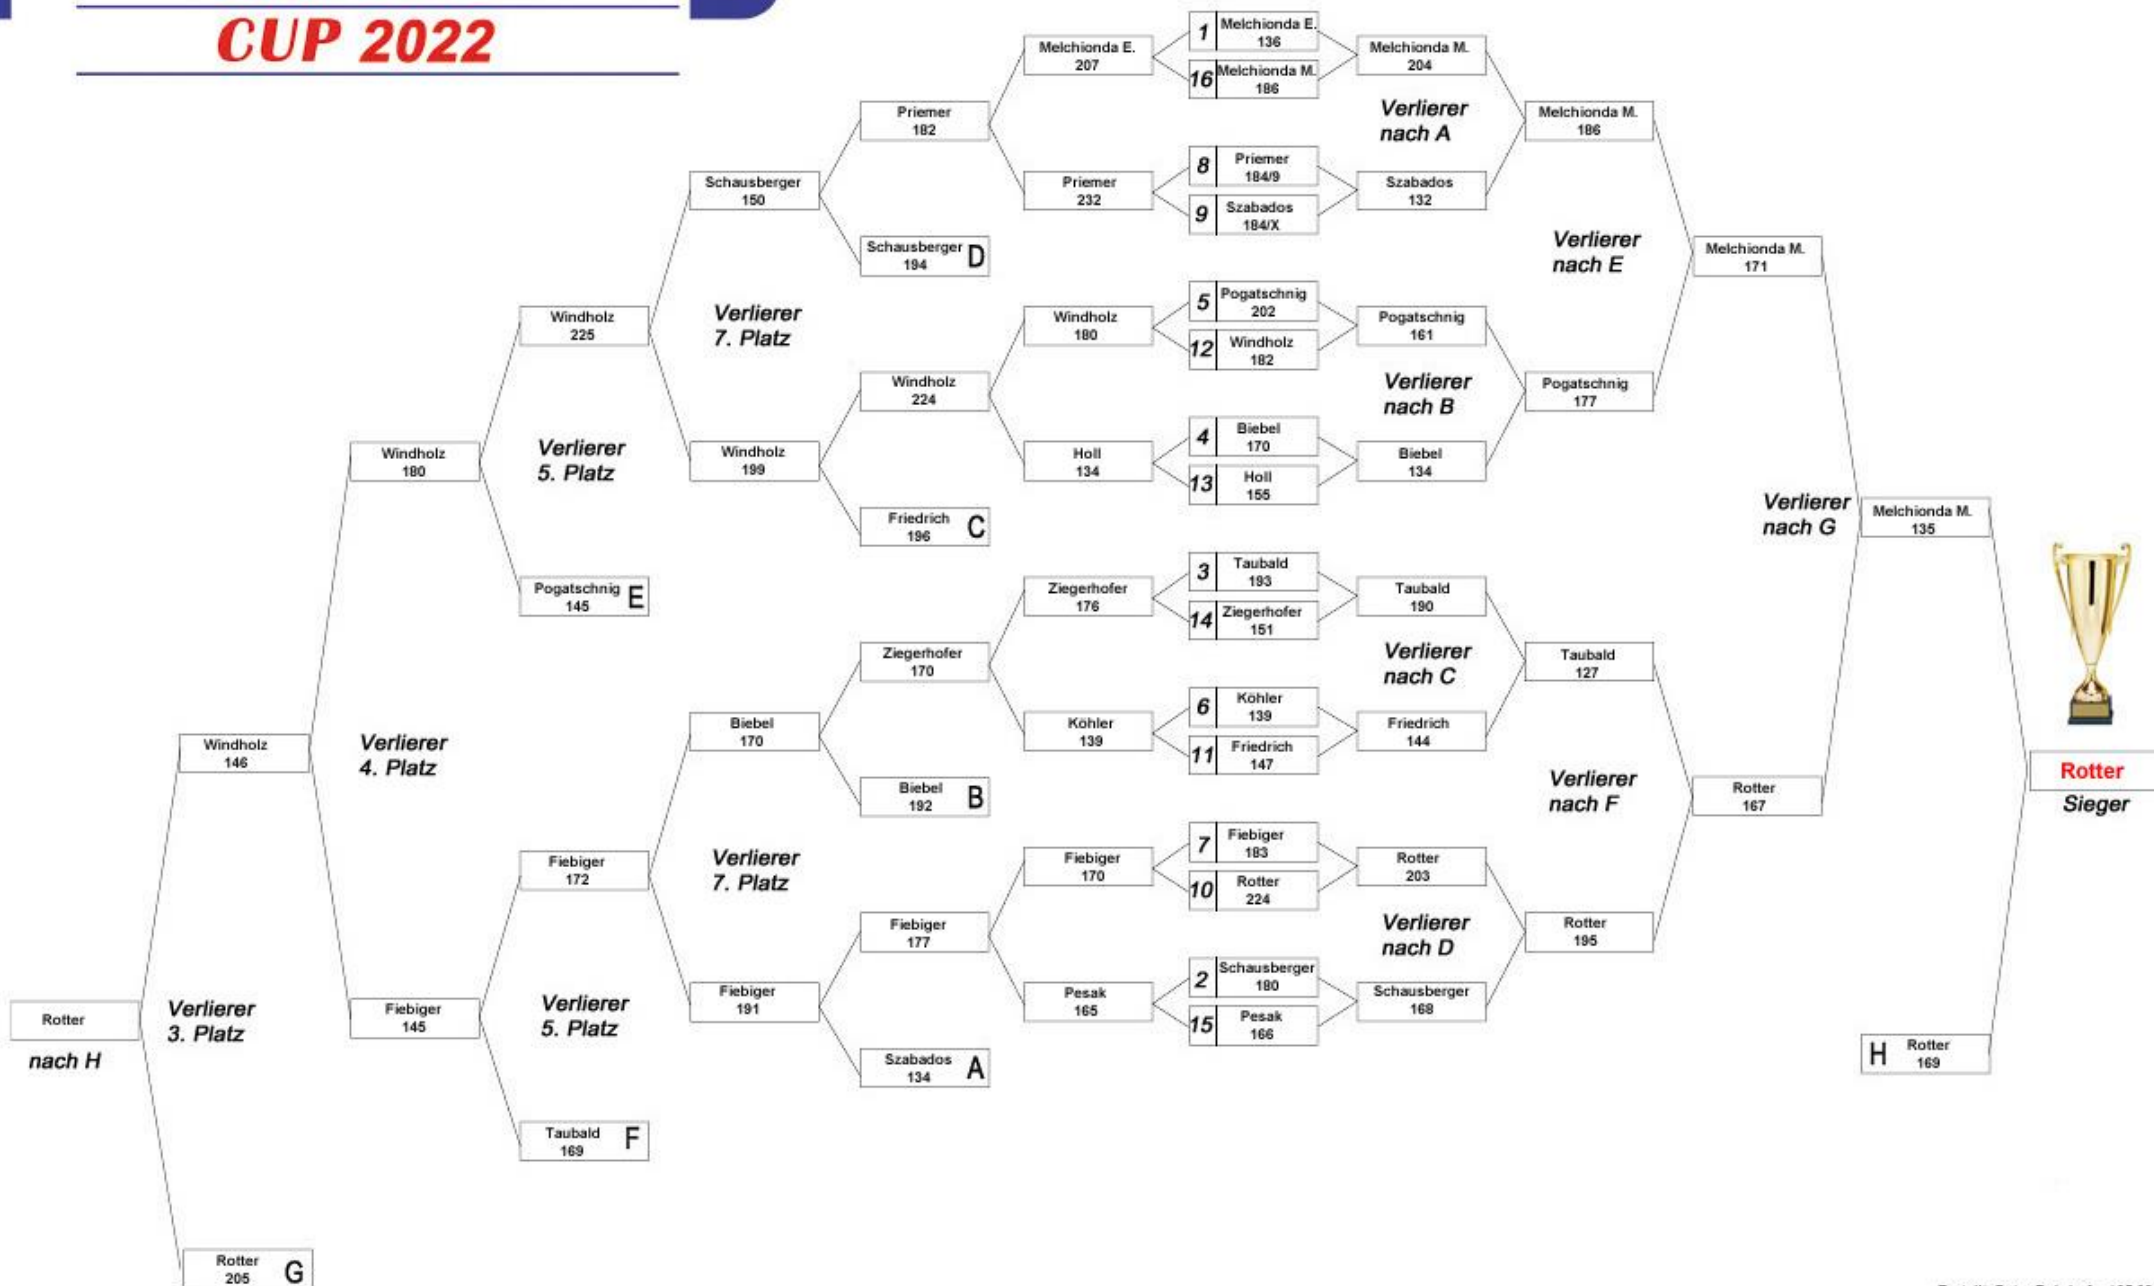 CUP 2022
Rotter
nach H
Verlierer
3. Platz
Windholz
146
Rotter
205
G
Windholz
180
Verlierer
4. Platz
Fiebiger
145
Windholz
225
Verlierer
5. Platz
Pogatschnig
145
E
Fiebiger
172
Verlierer
5. Platz
Taubald
169
F
Schausberger
150
Verlierer
7. Platz
Windholz
199
Biebel
170
Verlierer
7. Platz
Fiebiger
191
Priemer
182
Schausberger
194
D
Windholz
224
Friedrich
196
C
Ziegerhofer
170
Biebel
192
B
Fiebiger
177
Szabados
134
A
Melchionda E.
207
Priemer
232
Windholz
180
Holl
134
Ziegerhofer
176
Köhler
139
Fiebiger
170
Pesak
165
1
Melchionda E.
136
16
Melchionda M.
186
8
Priemer
184/9
9
Szabados
184/X
5
Pogatschnig
202
12
Windholz
182
4
Biebel
170
13
Holl
155
3
Taubald
193
14
Ziegerhofer
151
6
Köhler
139
11
Friedrich
147
7
Fiebiger
183
10
Rotter
224
2
Schausberger
180
15
Pesak
166
Melchionda M.
204
Verlierer
nach A
Szabados
132
Pogatschnig
161
Verlierer
nach B
Biebel
134
Taubald
190
Verlierer
nach C
Friedrich
144
Rotter
203
Verlierer
nach D
Schausberger
168
Melchionda M.
186
Verlierer
nach E
Pogatschnig
177
Taubald
127
Verlierer
nach F
Rotter
195
Melchionda M.
171
Rotter
167
Verlierer
nach G
Melchionda M.
135
H
Rotter
169
Rotter
Sieger